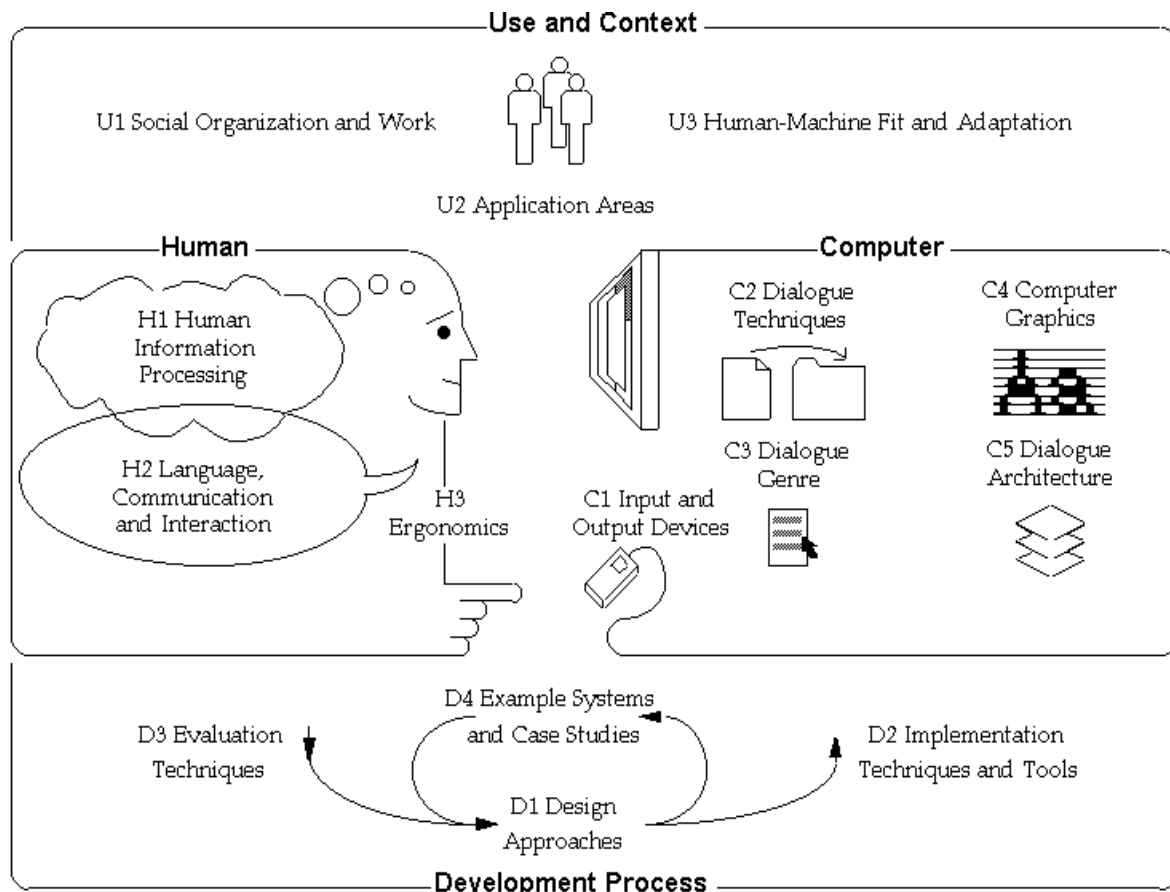 Use and Context
U1 Social Organization and Work
U3 Human-Machine Fit and Adaptation
U2 Application Areas
Human
H1 Human
Information
Processing
H2 Language,
Communication
and Interaction
H3
Ergonomics
Computer
C1 Input and
Output Devices
C2 Dialogue
Techniques
C3 Dialogue
Genre
C4 Computer
Graphics
C5 Dialogue
Architecture
D3 Evaluation
Techniques
D4 Example Systems
and Case Studies
D1 Design
Approaches
D2 Implementation
Techniques and Tools
Development Process